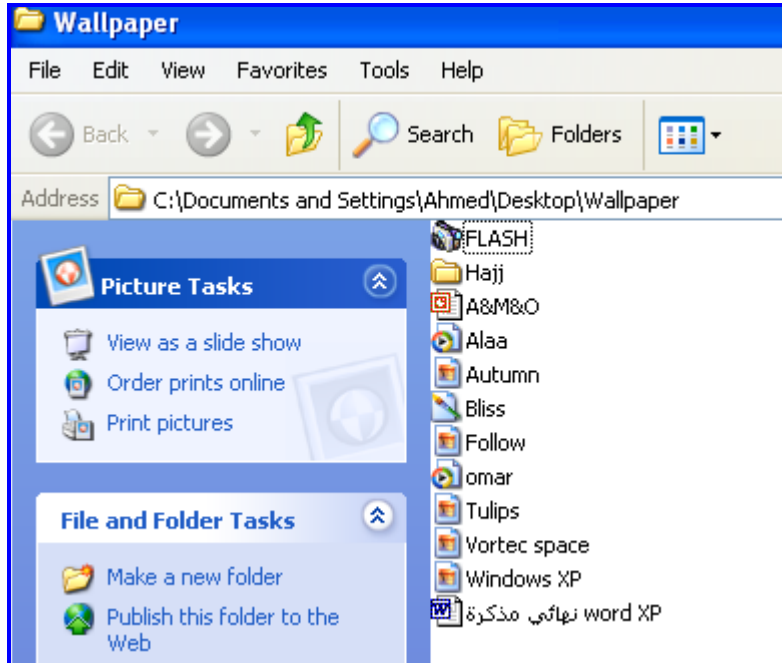 Wallpaper
File Edit View Favorites Tools Help
Back Search Folders
Address C:\Documents and Settings\Ahmed\Desktop\Wallpaper
Picture Tasks
View as a slide show
Order prints online
Print pictures
File and Folder Tasks
Make a new folder
Publish this folder to the
Web
FLASH
Hajj
A&M&O
Alaa
Autumn
Bliss
Follow
omar
Tulips
Vortec space
Windows XP
نهائي مذكرة word XP